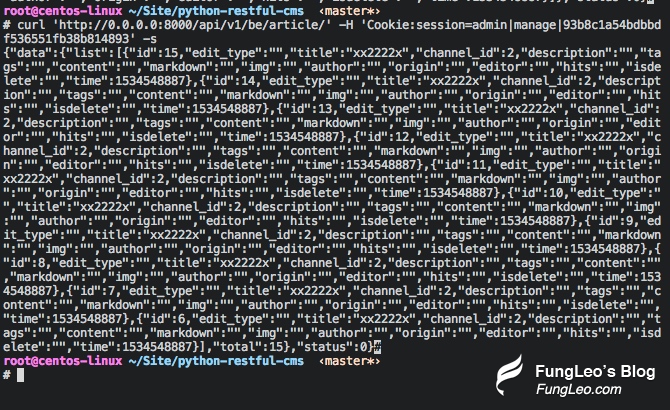 root@centos-linux ~/Site/python-restful-cms ‹master*›
# curl 'http://0.0.0.0:8000/api/v1/be/article/' -H 'Cookie:session=admin|manage|93b8c1a54bdbbd
f536551fb38b814893' -s
{"data":{"list":[{"id":15,"edit_type":"","title":"xx2222x","channel_id":2,"description":"","ta
gs":"","content":"","markdown":"","img":"","author":"","origin":"","editor":"","hits":"","isde
lete":"","time":1534548887},{"id":14,"edit_type":"","title":"xx2222x","channel_id":2,"descript
ion":"","tags":"","content":"","markdown":"","img":"","author":"","origin":"","editor":"","hit
s":"","isdelete":"","time":1534548887},{"id":13,"edit_type":"","title":"xx2222x","channel_id":
2,"description":"","tags":"","content":"","markdown":"","img":"","author":"","origin":"","edit
or":"","hits":"","isdelete":"","time":1534548887},{"id":12,"edit_type":"","title":"xx2222x","c
hannel_id":2,"description":"","tags":"","content":"","markdown":"","img":"","author":"","origi
n":"","editor":"","hits":"","isdelete":"","time":1534548887},{"id":11,"edit_type":"","title":"
xx2222x","channel_id":2,"description":"","tags":"","content":"","markdown":"","img":"","author
":"","origin":"","editor":"","hits":"","isdelete":"","time":1534548887},{"id":10,"edit_type":"
","title":"xx2222x","channel_id":2,"description":"","tags":"","content":"","markdown":"","img"
:"","author":"","origin":"","editor":"","hits":"","isdelete":"","time":1534548887},{"id":9,"ed
it_type":"","title":"xx2222x","channel_id":2,"description":"","tags":"","content":"","markdown
":"","img":"","author":"","origin":"","editor":"","hits":"","isdelete":"","time":1534548887},{
"id":8,"edit_type":"","title":"xx2222x","channel_id":2,"description":"","tags":"","content":""
,"markdown":"","img":"","author":"","origin":"","editor":"","hits":"","isdelete":"","time":153
4548887},{"id":7,"edit_type":"","title":"xx2222x","channel_id":2,"description":"","tags":"","c
ontent":"","markdown":"","img":"","author":"","origin":"","editor":"","hits":"","isdelete":"",
"time":1534548887},{"id":6,"edit_type":"","title":"xx2222x","channel_id":2,"description":"","t
ags":"","content":"","markdown":"","img":"","author":"","origin":"","editor":"","hits":"","isd
elete":"","time":1534548887}],"total":15},"status":0}#
root@centos-linux ~/Site/python-restful-cms ‹master*›
#
FungLeo's Blog
FungLeo.com